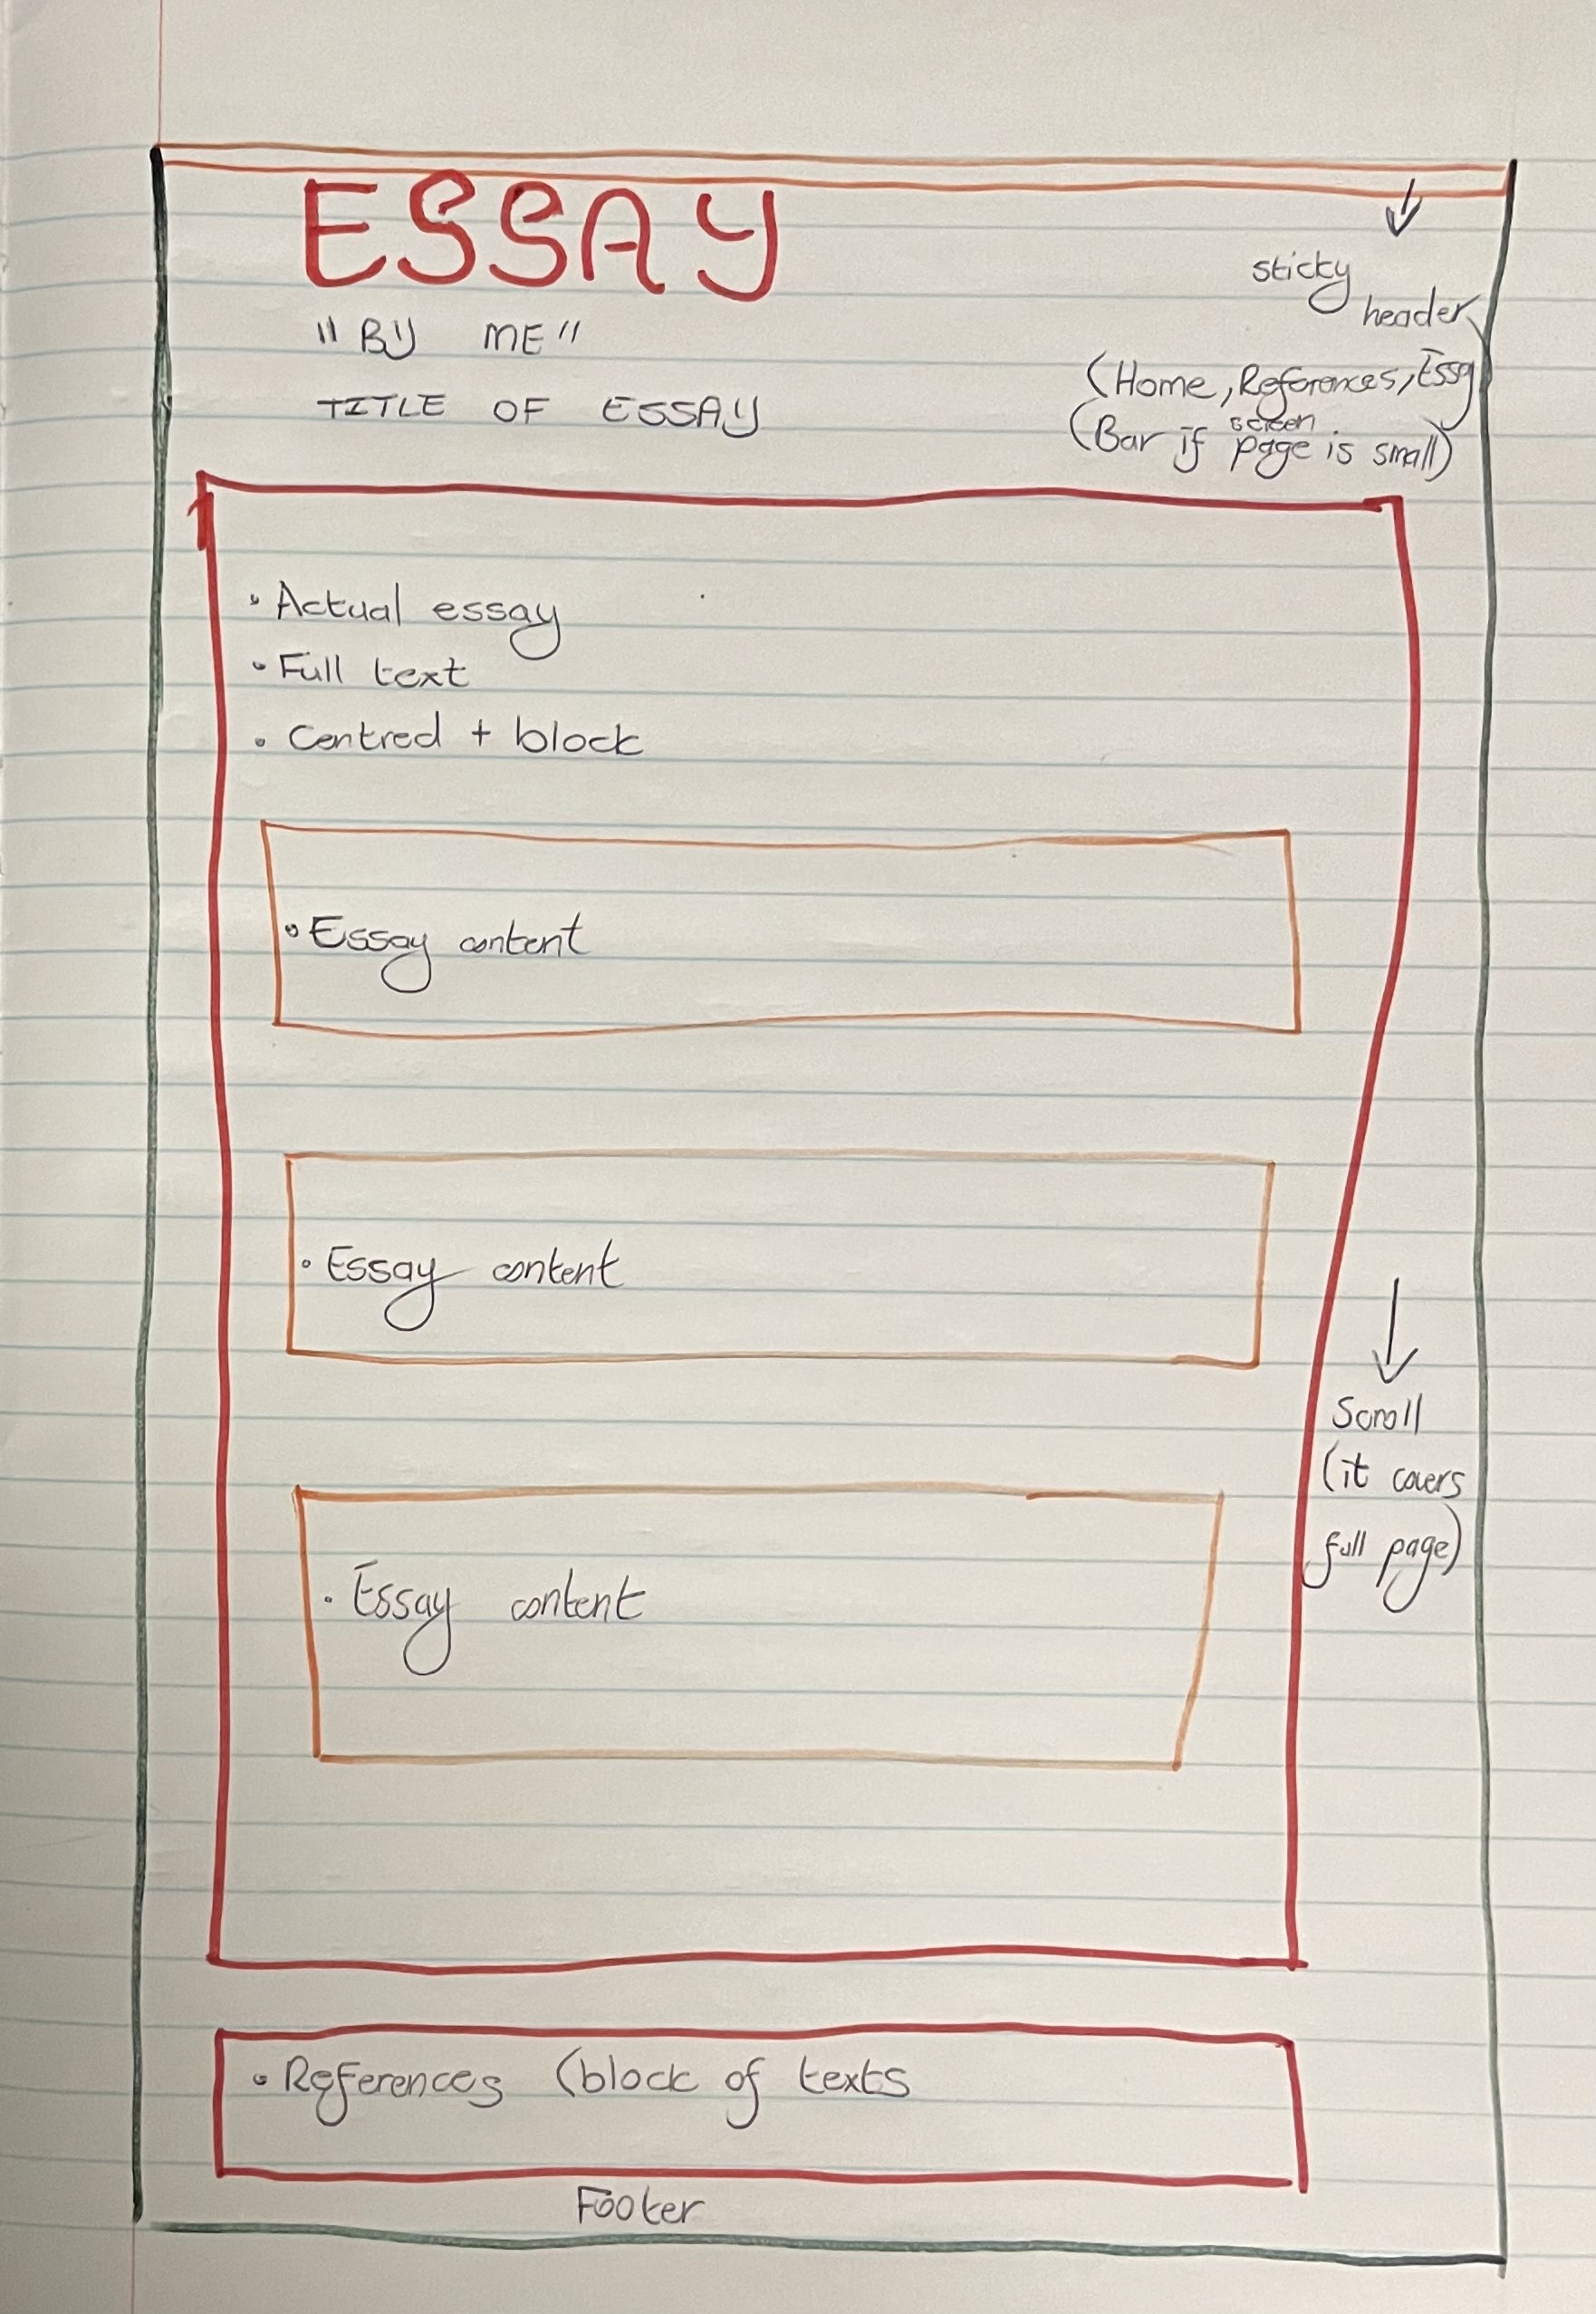 ESSAY
"BY ME"
TITLE OF ESSAY
sticky
header
(Home, References, Essay
(Bar if screen page is small)
• Actual essay
• Full text
• Centred + block
• Essay content
• Essay content
• Essay content
Scroll
(it covers
full page)
• References (block of texts
Footer